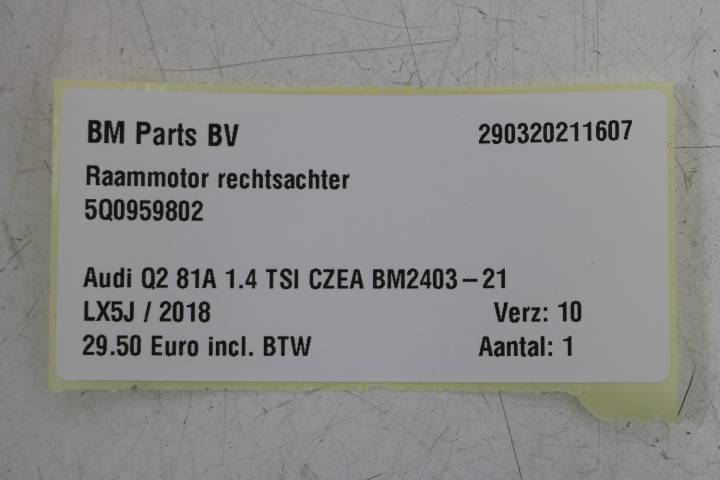 BM Parts BV 290320211607
Raammotor rechtsachter
5Q0959802
Audi Q2 81A 1.4 TSI CZEA BM2403-21
LX5J / 2018 Verz: 10
29.50 Euro incl. BTW Aantal: 1